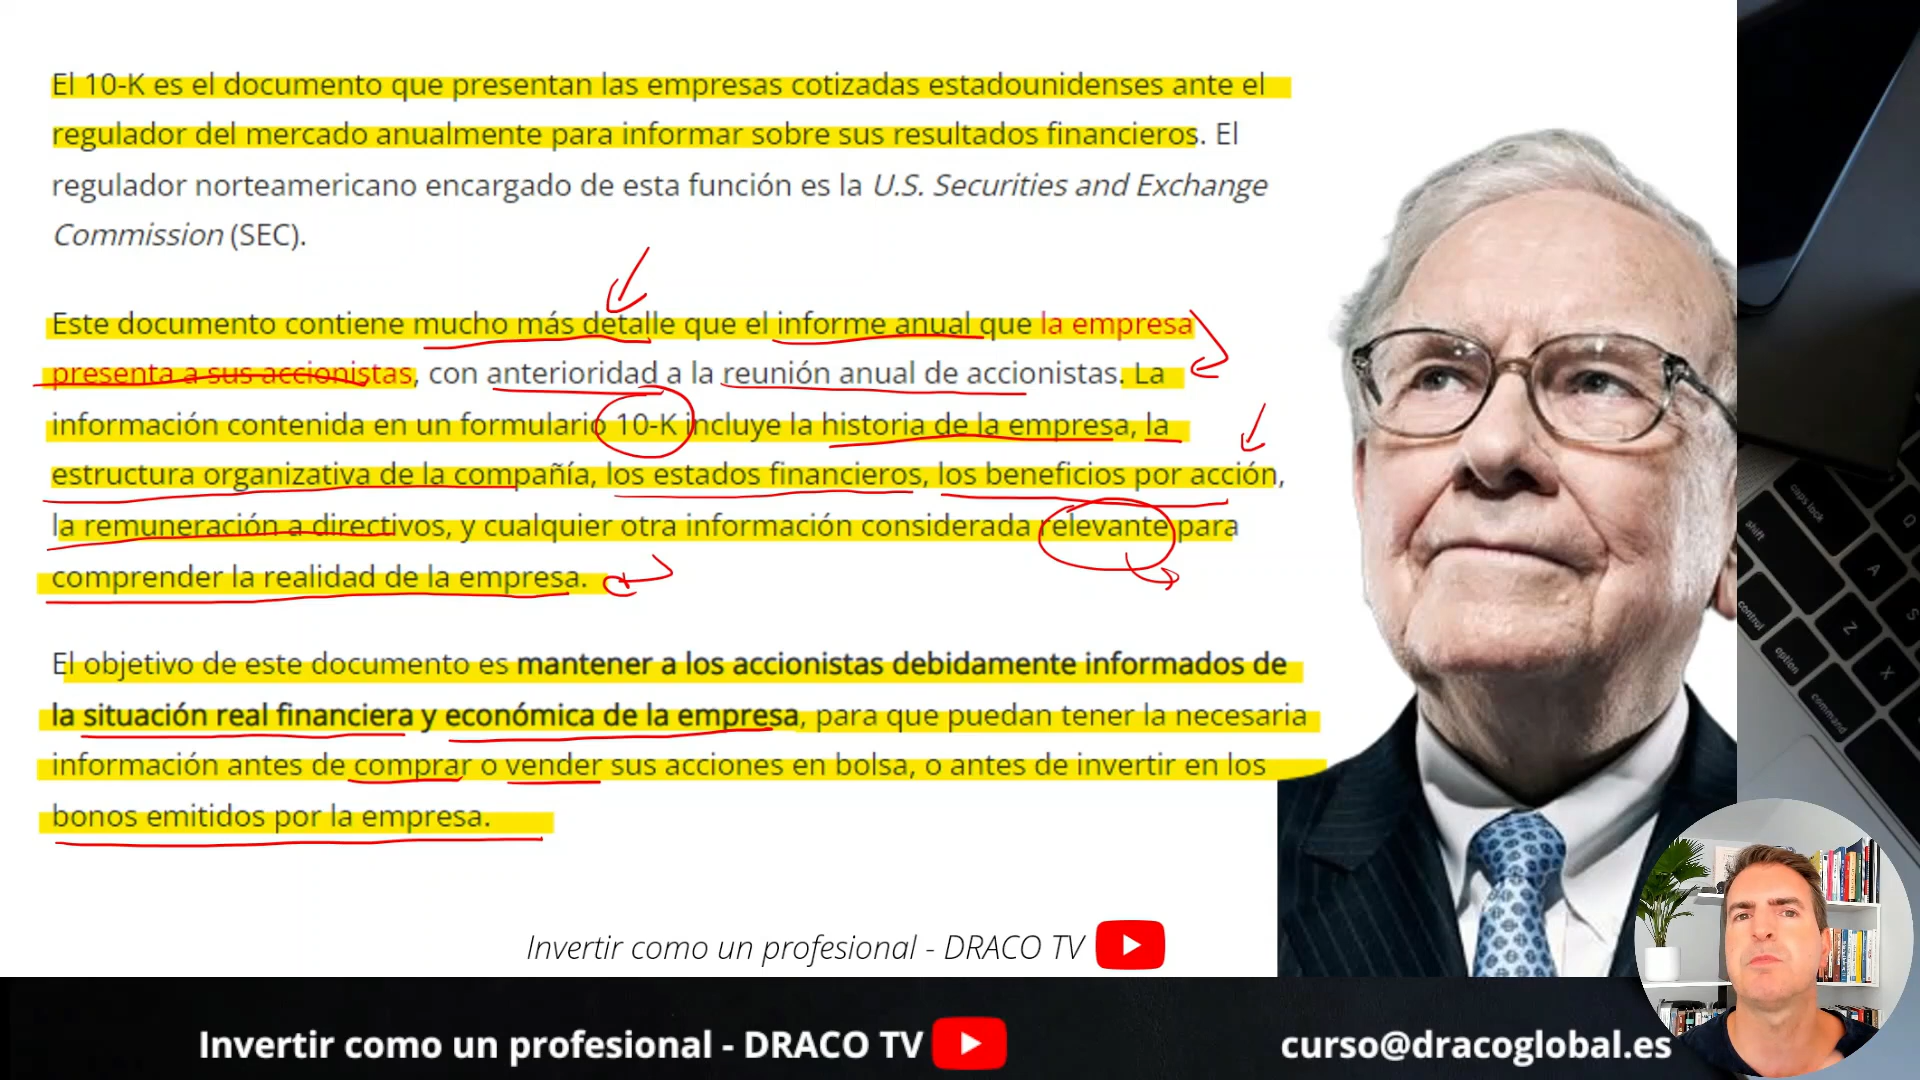 El 10-K es el documento que presentan las empresas cotizadas estadounidenses ante el
regulador del mercado anualmente para informar sobre sus resultados financieros. El
regulador norteamericano encargado de esta función es la U.S. Securities and Exchange
Commission (SEC).
Este documento contiene mucho más detalle que el informe anual que la empresa
presenta a sus accionistas, con anterioridad a la reunión anual de accionistas. La
información contenida en un formulario 10-K incluye la historia de la empresa, la
estructura organizativa de la compañía, los estados financieros, los beneficios por acción,
la remuneración a directivos, y cualquier otra información considerada relevante para
comprender la realidad de la empresa.
El objetivo de este documento es mantener a los accionistas debidamente informados de
la situación real financiera y económica de la empresa, para que puedan tener la necesaria
información antes de comprar o vender sus acciones en bolsa, o antes de invertir en los
bonos emitidos por la empresa.
Invertir como un profesional - DRACO TV
Invertir como un profesional - DRACO TV
curso@dracoglobal.es
caps lock
Q
shift
A
S
control
Z
option
X
command